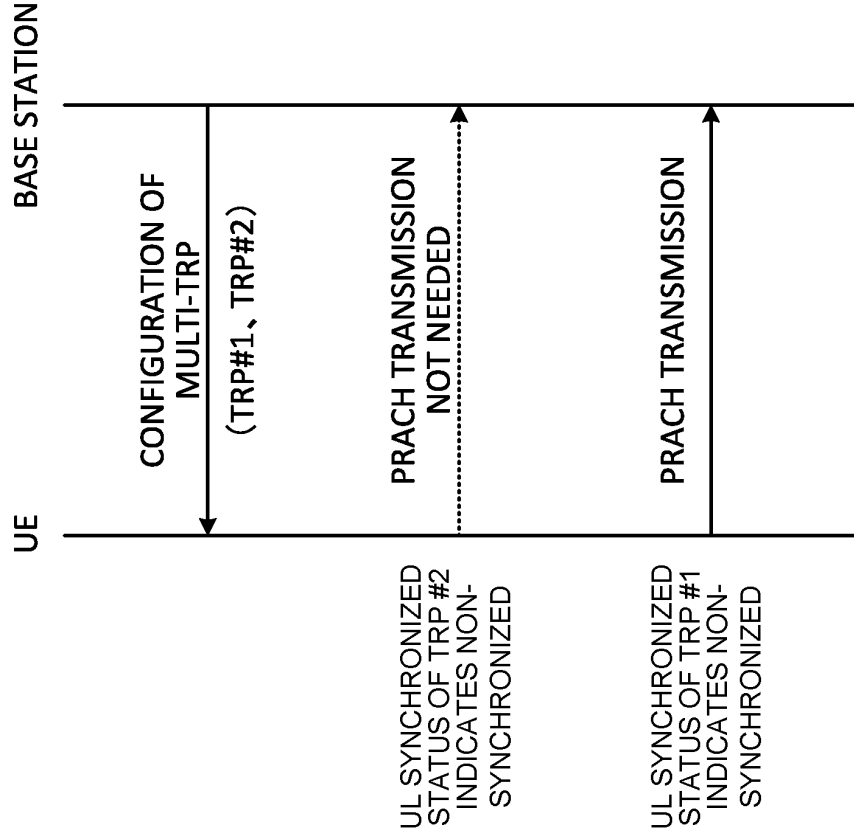 UE
BASE STATION
CONFIGURATION OF
MULTI-TRP
(TRP#1、TRP#2)
UL SYNCHRONIZED
STATUS OF TRP #2
INDICATES NON-
SYNCHRONIZED
PRACH TRANSMISSION
NOT NEEDED
UL SYNCHRONIZED
STATUS OF TRP #1
INDICATES NON-
SYNCHRONIZED
PRACH TRANSMISSION